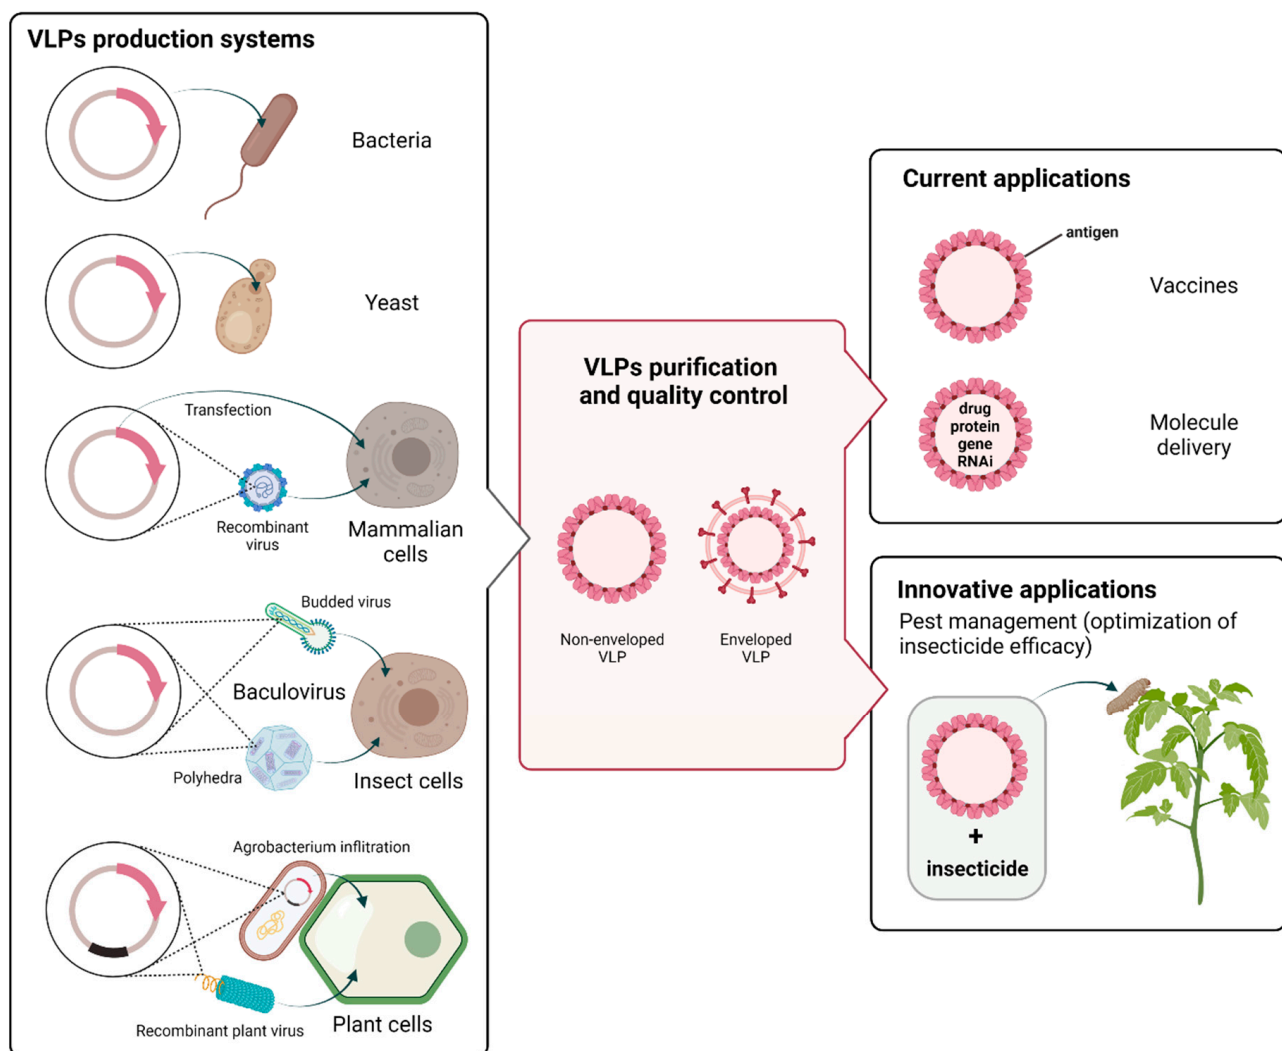 VLPs production systems
Bacteria
Yeast
Transfection
Recombinant
virus
Mammalian
cells
Budded virus
Baculovirus
Polyhedra
Insect cells
Agrobacterium inflitration
Recombinant plant virus
Plant cells
VLPs purification
and quality control
Non-enveloped
VLP
Enveloped
VLP
Current applications
antigen
Vaccines
drug
protein
gene
RNAi
Molecule
delivery
Innovative applications
Pest management (optimization of
insecticide efficacy)
+
insecticide